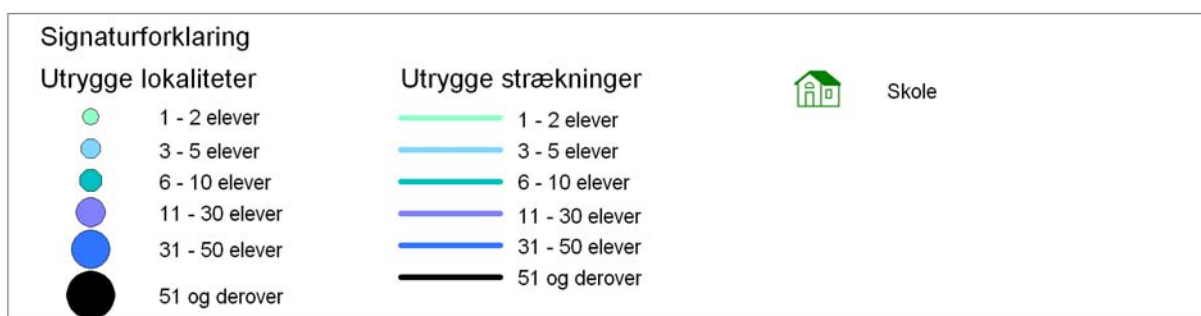 Signaturforklaring
Utrygge lokaliteter
1 - 2 elever
3 - 5 elever
6 - 10 elever
11 - 30 elever
31 - 50 elever
51 og derover
Utrygge strækninger
1 - 2 elever
3 - 5 elever
6 - 10 elever
11 - 30 elever
31 - 50 elever
51 og derover
Skole